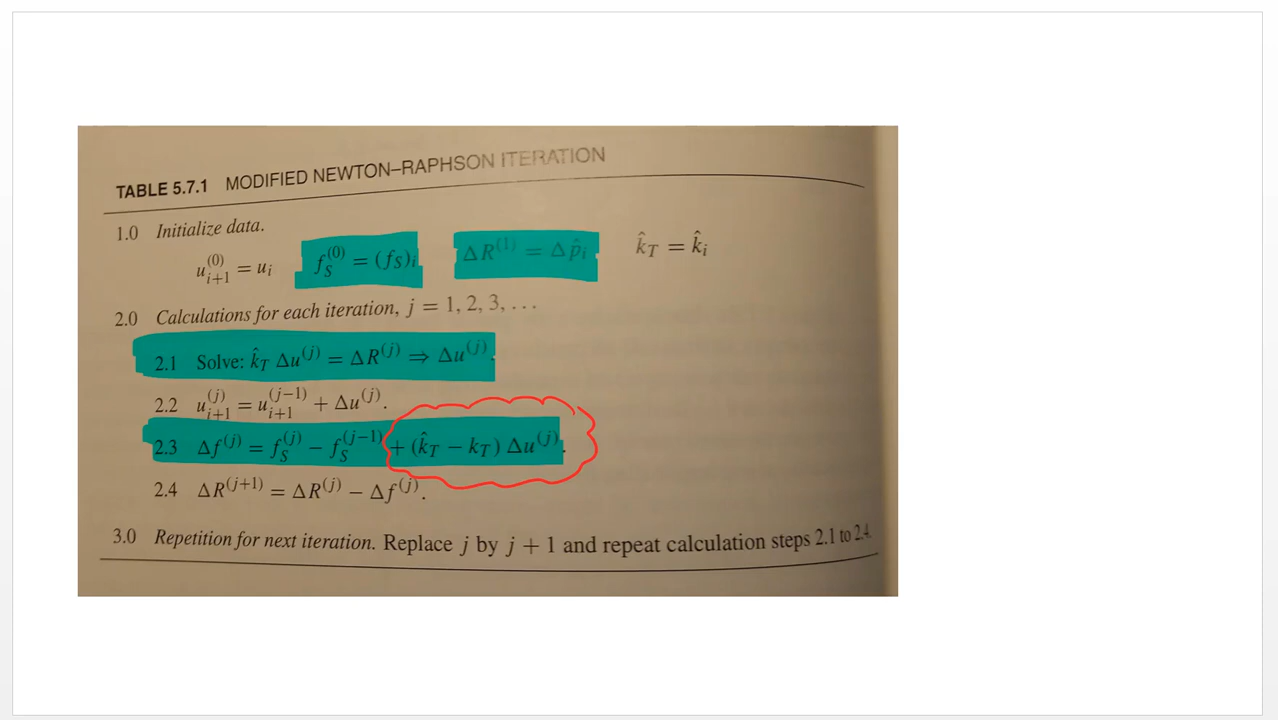 TABLE 5.7.1 MODIFIED NEWTON–RAPHSON ITERATION
1.0 Initialize data.
u_{i+1}^{(0)} = u_i f_S^{(0)} = (f_S)_i ΔR^{(1)} = Δp̂_i k̂_T = k̂_i
2.0 Calculations for each iteration, j = 1, 2, 3, . . .
2.1 Solve: k̂_T Δu^{(j)} = ΔR^{(j)} ⇒ Δu^{(j)}.
2.2 u_{i+1}^{(j)} = u_{i+1}^{(j−1)} + Δu^{(j)}.
2.3 Δf^{(j)} = f_S^{(j)} − f_S^{(j−1)} + (k̂_T − k_T) Δu^{(j)}.
2.4 ΔR^{(j+1)} = ΔR^{(j)} − Δf^{(j)}.
3.0 Repetition for next iteration. Replace j by j + 1 and repeat calculation steps 2.1 to 2.4.